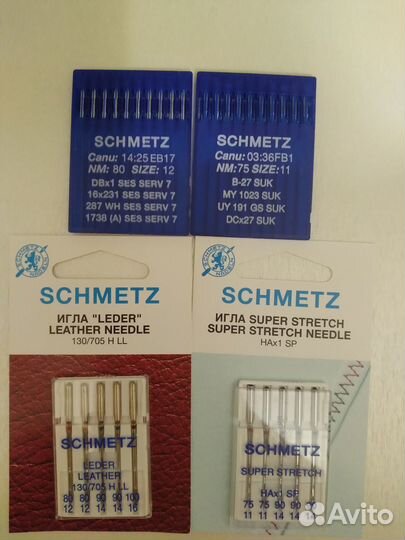 SCHMETZ
Canu: 14:25 EB17
NM: 80 SIZE: 12
DBx1 SES SERV 7
16x231 SES SERV 7
287 WH SES SERV 7
1738 (A) SES SERV 7
SCHMETZ
Canu: 03:36FB1
NM: 75 SIZE: 11
B-27 SUK
MY 1023 SUK
UY 191 GS SUK
DCx27 SUK
SCHMETZ
ИГЛА "LEDER"
LEATHER NEEDLE
130/705 H LL
SCHMETZ
LEDER
LEATHER
130/705 H LL
80 80 90 90 100
12 12 14 14 16
SCHMETZ
ИГЛА SUPER STRETCH
SUPER STRETCH NEEDLE
HAx1 SP
SCHMETZ
SUPER STRETCH
HAx1 SP
75 75 90 90
11 11 14 14
Avito